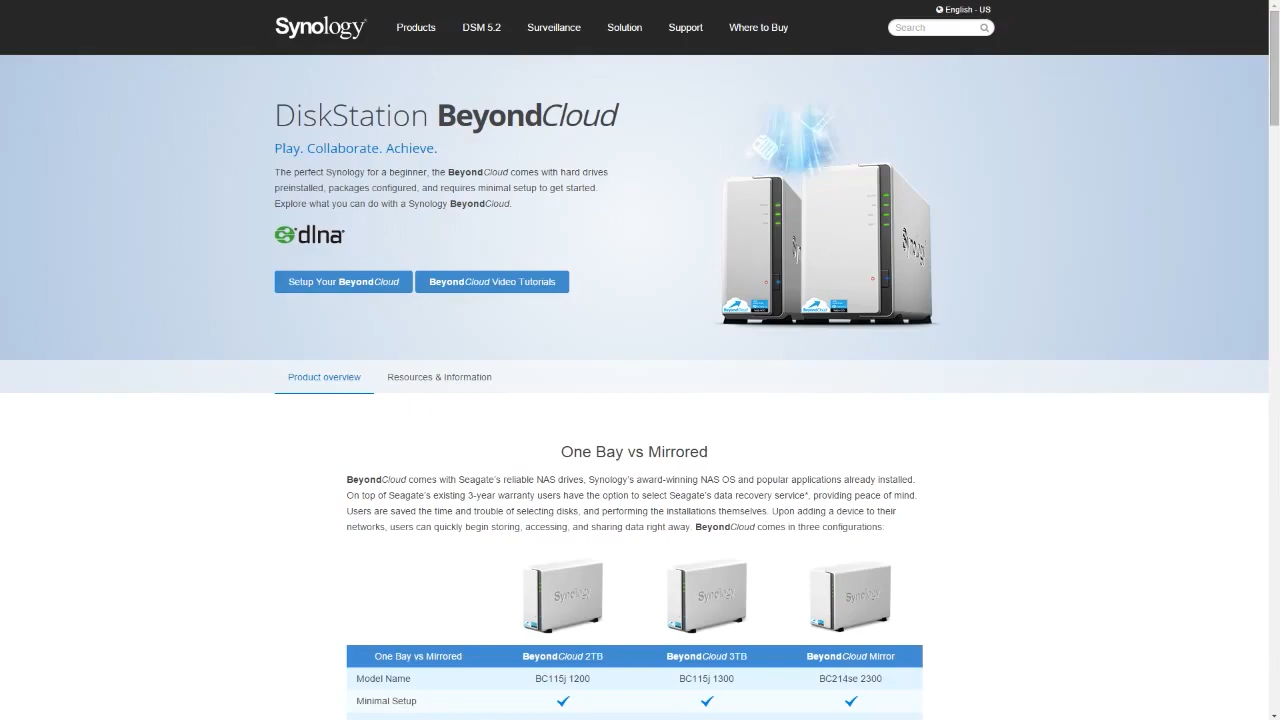 English - US
Synology
Products
DSM 5.2
Surveillance
Solution
Support
Where to Buy
Search
DiskStation BeyondCloud
Play. Collaborate. Achieve.
The perfect Synology for a beginner, the BeyondCloud comes with hard drives
preinstalled, packages configured, and requires minimal setup to get started.
Explore what you can do with a Synology BeyondCloud.
dlna
Setup Your BeyondCloud
BeyondCloud Video Tutorials
Synology
BeyondCloud
BeyondCloud
Product overview
Resources & Information
One Bay vs Mirrored
BeyondCloud comes with Seagate's reliable NAS drives, Synology's award-winning NAS OS and popular applications already installed.
On top of Seagate's existing 3-year warranty users have the option to select Seagate's data recovery service*, providing peace of mind.
Users are saved the time and trouble of selecting disks, and performing the installations themselves. Upon adding a device to their
networks, users can quickly begin storing, accessing, and sharing data right away. BeyondCloud comes in three configurations:
Synology
Synology
Synology
One Bay vs Mirrored
BeyondCloud 2TB
BeyondCloud 3TB
BeyondCloud Mirror
Model Name
BC115j 1200
BC115j 1300
BC214se 2300
Minimal Setup